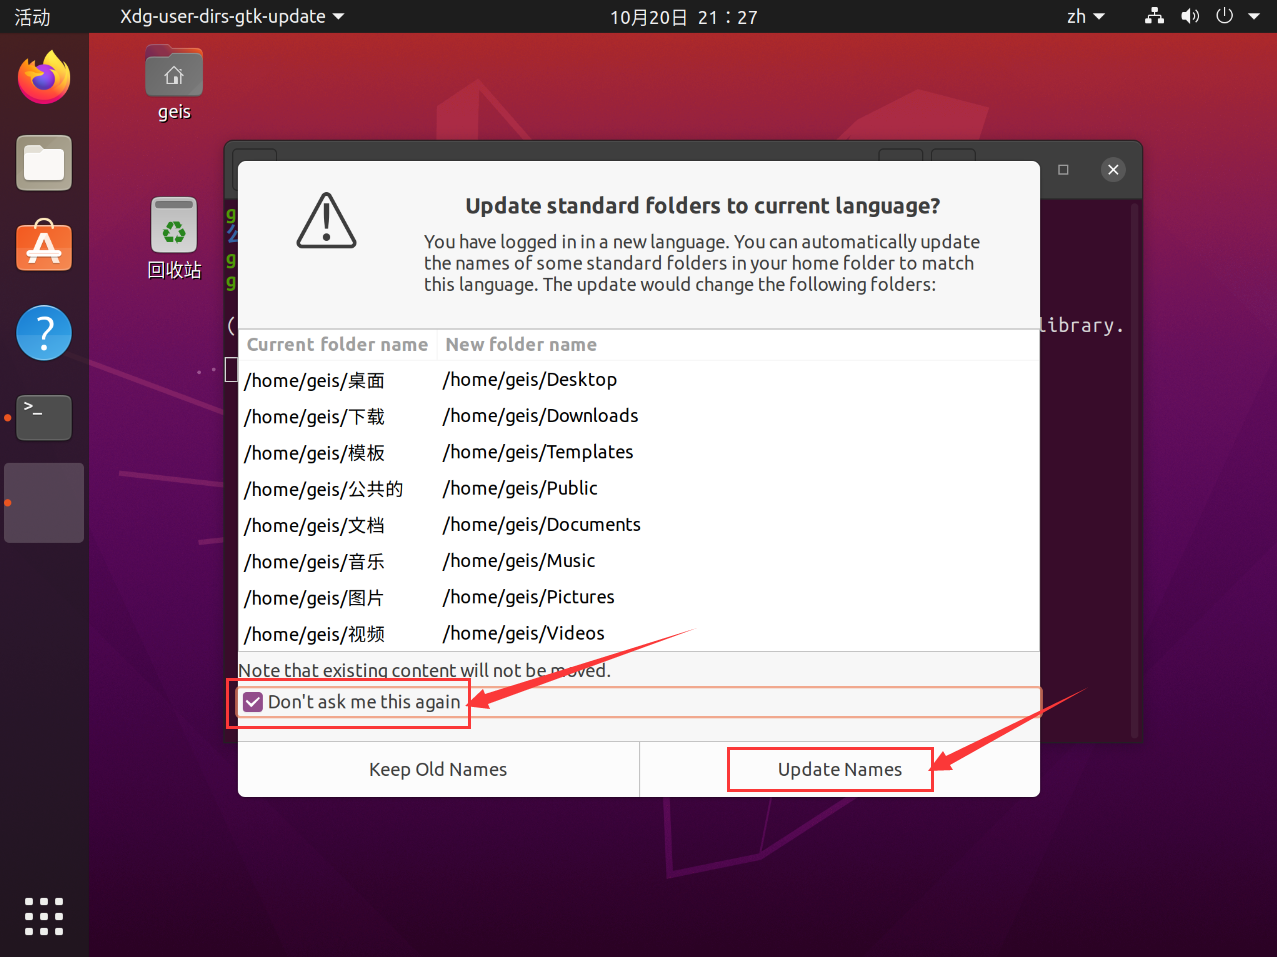 活动
Xdg-user-dirs-gtk-update
10月20日 21：27
zh
geis
回收站
Update standard folders to current language?
You have logged in in a new language. You can automatically update
the names of some standard folders in your home folder to match
this language. The update would change the following folders:
library.
Current folder name New folder name
/home/geis/桌面 /home/geis/Desktop
/home/geis/下载 /home/geis/Downloads
/home/geis/模板 /home/geis/Templates
/home/geis/公共的 /home/geis/Public
/home/geis/文档 /home/geis/Documents
/home/geis/音乐 /home/geis/Music
/home/geis/图片 /home/geis/Pictures
/home/geis/视频 /home/geis/Videos
Note that existing content will not be moved.
Don't ask me this again
Keep Old Names Update Names